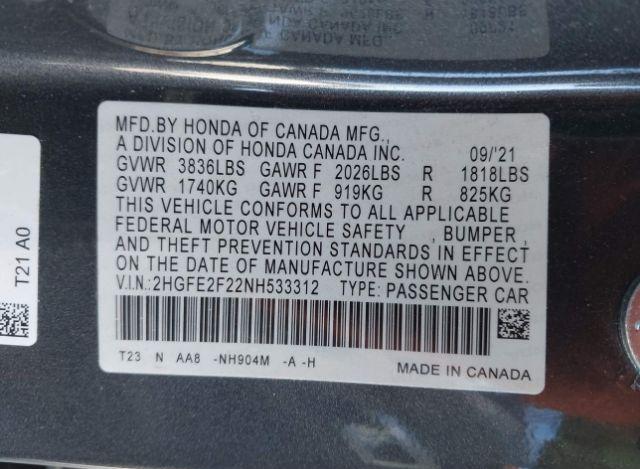 MFD.BY HONDA OF CANADA MFG.,
A DIVISION OF HONDA CANADA INC. 09/'21
GVWR 3836LBS GAWR F 2026LBS R 1818LBS
GVWR 1740KG GAWR F 919KG R 825KG
THIS VEHICLE CONFORMS TO ALL APPLICABLE
FEDERAL MOTOR VEHICLE SAFETY , BUMPER ,
AND THEFT PREVENTION STANDARDS IN EFFECT
ON THE DATE OF MANUFACTURE SHOWN ABOVE.
V.I.N.:2HGFE2F22NH533312 TYPE: PASSENGER CAR
T23 N AA8 -NH904M -A -H
MADE IN CANADA
T21 A0